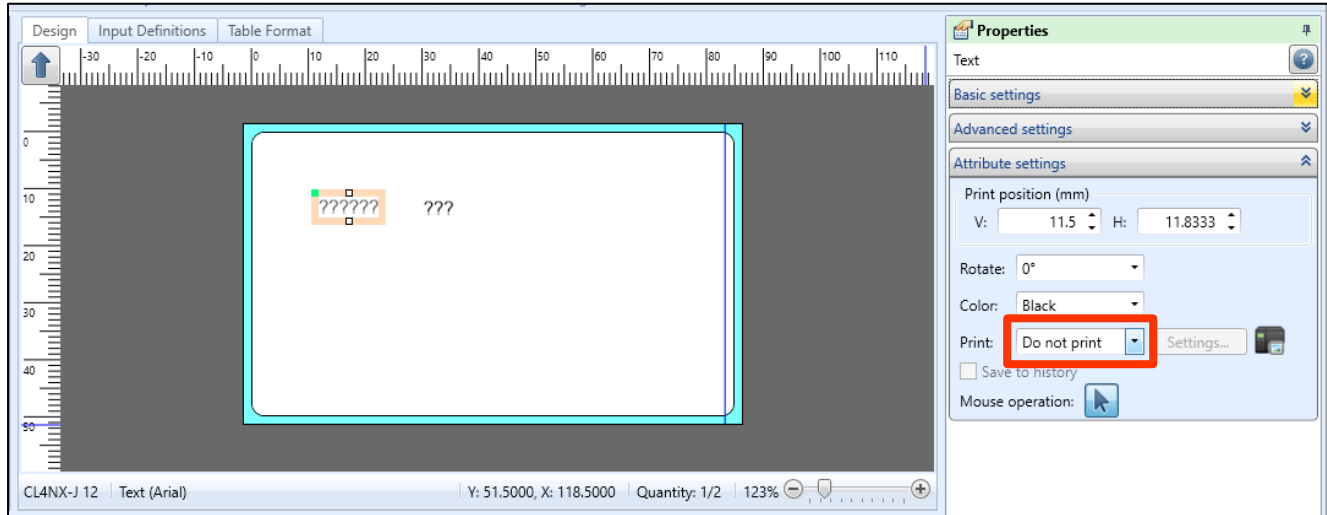 Design Input Definitions Table Format
-30 -20 -10 0 10 20 30 40 50 60 70 80 90 100 110
0
10
20
30
40
50
?????? ???
CL4NX-J 12 Text (Arial) Y: 51.5000, X: 118.5000 Quantity: 1/2 123%
Properties
Text
Basic settings
Advanced settings
Attribute settings
Print position (mm)
V: 11.5 H: 11.8333
Rotate: 0°
Color: Black
Print: Do not print Settings...
Save to history
Mouse operation: